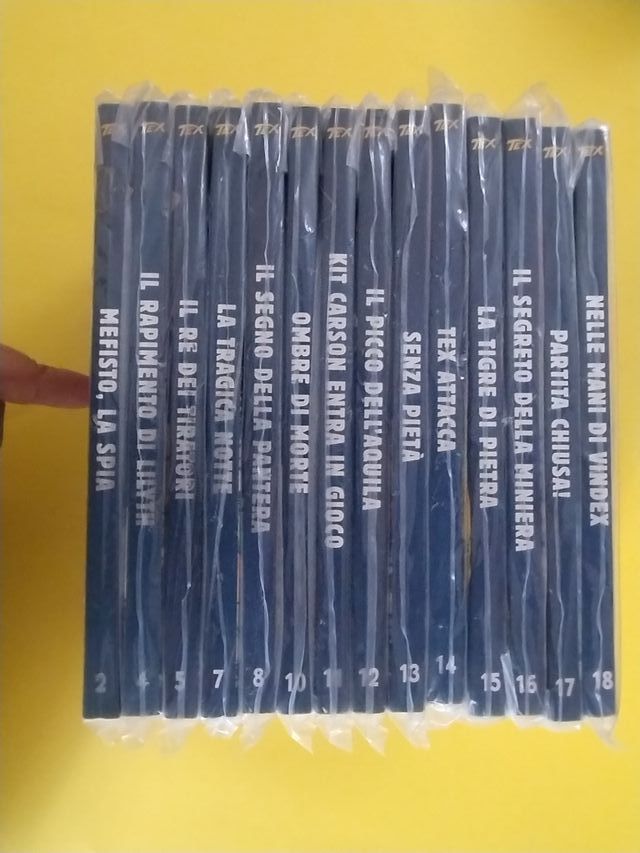 TEX
MEFISTO, LA SPIA
2
TEX
IL RAPIMENTO DI LILYTH
4
TEX
IL RE DEI TIRATORI
5
TEX
LA TRAGICA NOTTE
7
TEX
IL SEGNO DELLA PANTERA
8
TEX
OMBRE DI MORTE
10
TEX
KIT CARSON ENTRA IN GIOCO
11
TEX
IL PICCO DELL'AQUILA
12
TEX
SENZA PIETÀ
13
TEX
TEX ATTACCA
14
TEX
LA TIGRE DI PIETRA
15
TEX
IL SEGRETO DELLA MINIERA
16
TEX
PARTITA CHIUSA!
17
TEX
NELLE MANI DI VINDEX
18